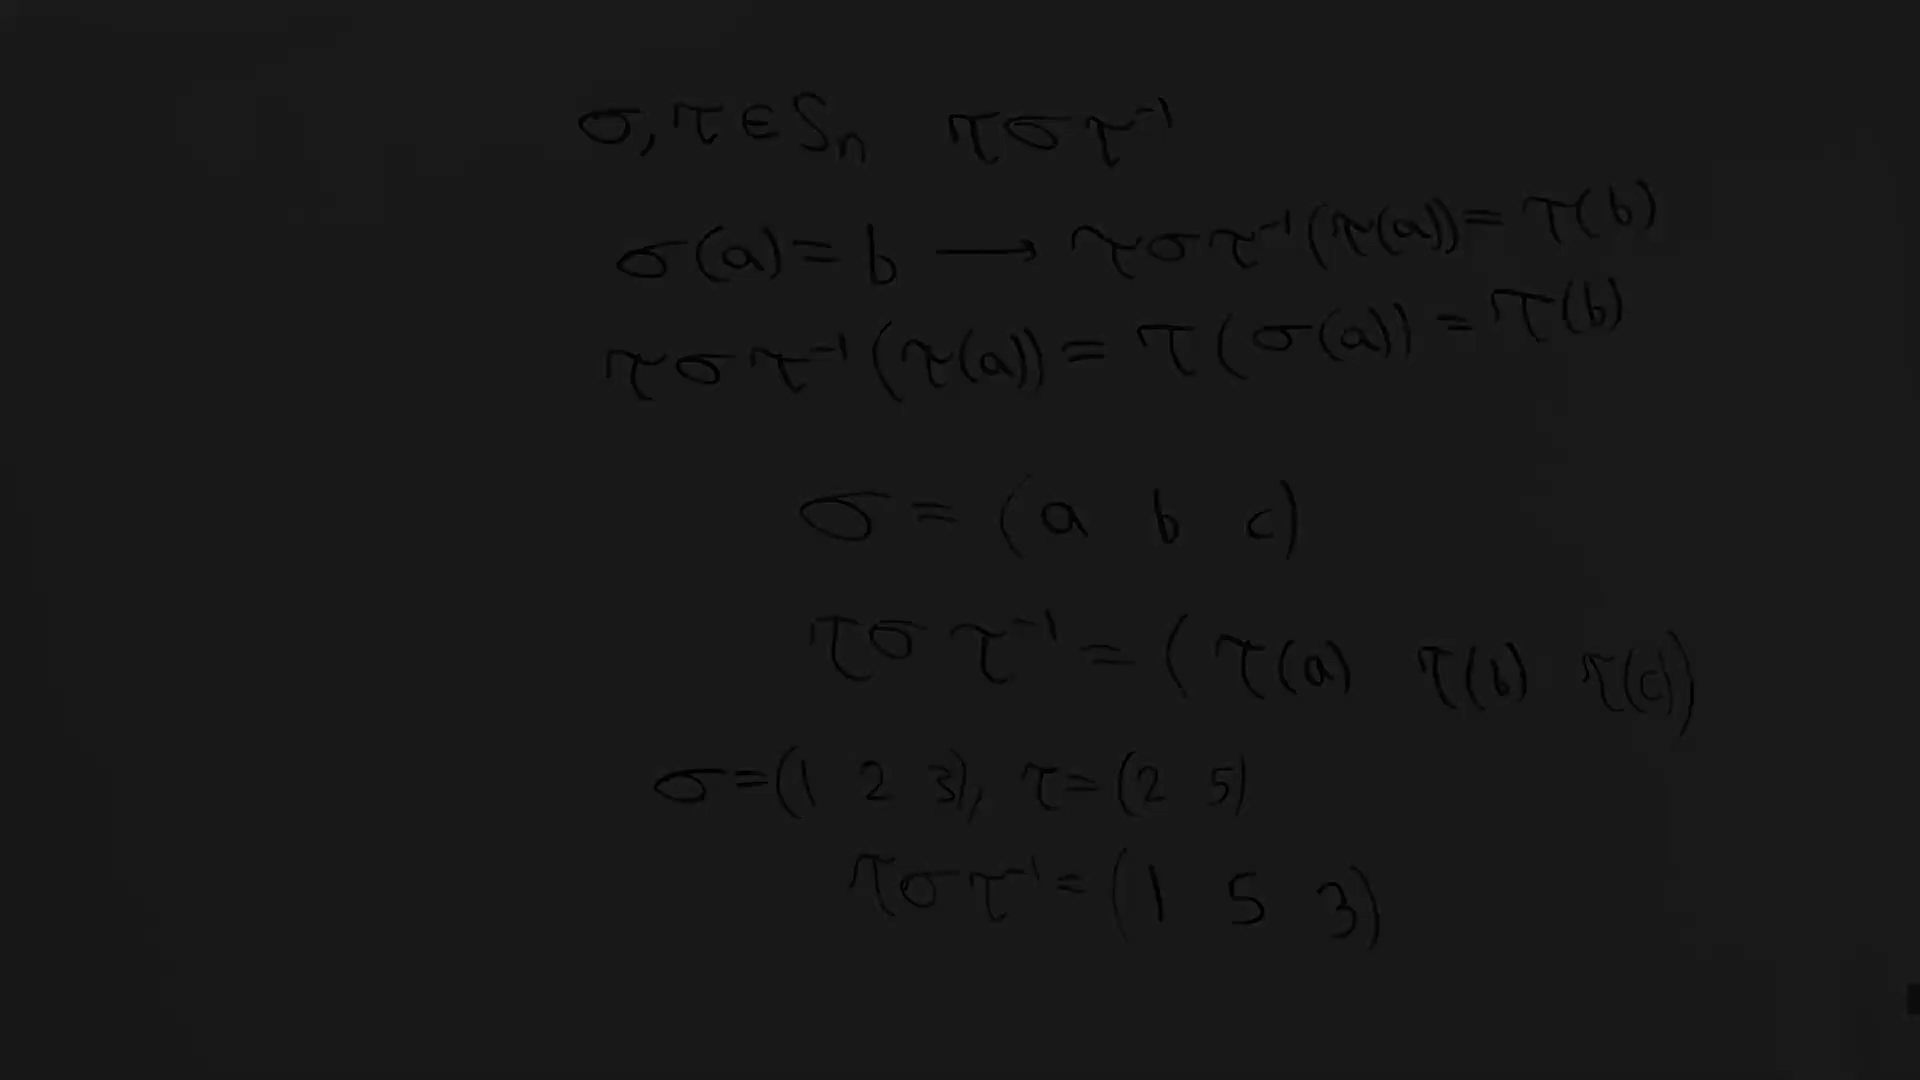 σ, τ ∈ Sn τστ⁻¹
σ(a) = b ⟶ τστ⁻¹(τ(a)) = τ(b)
τστ⁻¹(τ(a)) = τ(σ(a)) = τ(b)
σ = (a b c)
τστ⁻¹ = (τ(a) τ(b) τ(c))
σ = (1 2 3), τ = (2 5)
τστ⁻¹ = (1 5 3)